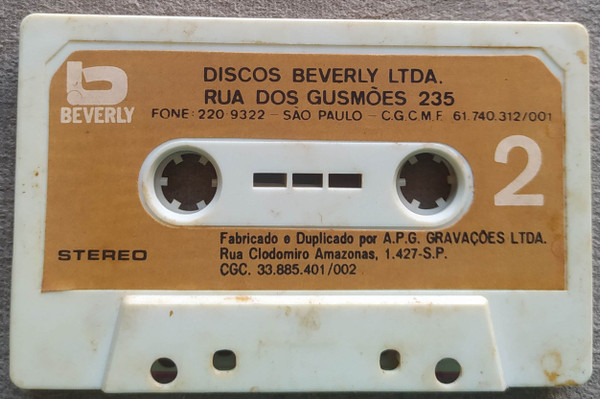 DISCOS BEVERLY LTDA.
RUA DOS GUSMÕES 235
BEVERLY
FONE: 220-9322 - SÃO PAULO - C.G.C.M.F. 61.740.312/001
2
STEREO
Fabricado e Duplicado por A.P.G. GRAVAÇÕES LTDA.
Rua Clodomiro Amazonas, 1.427-S.P.
CGC. 33.885.401/002